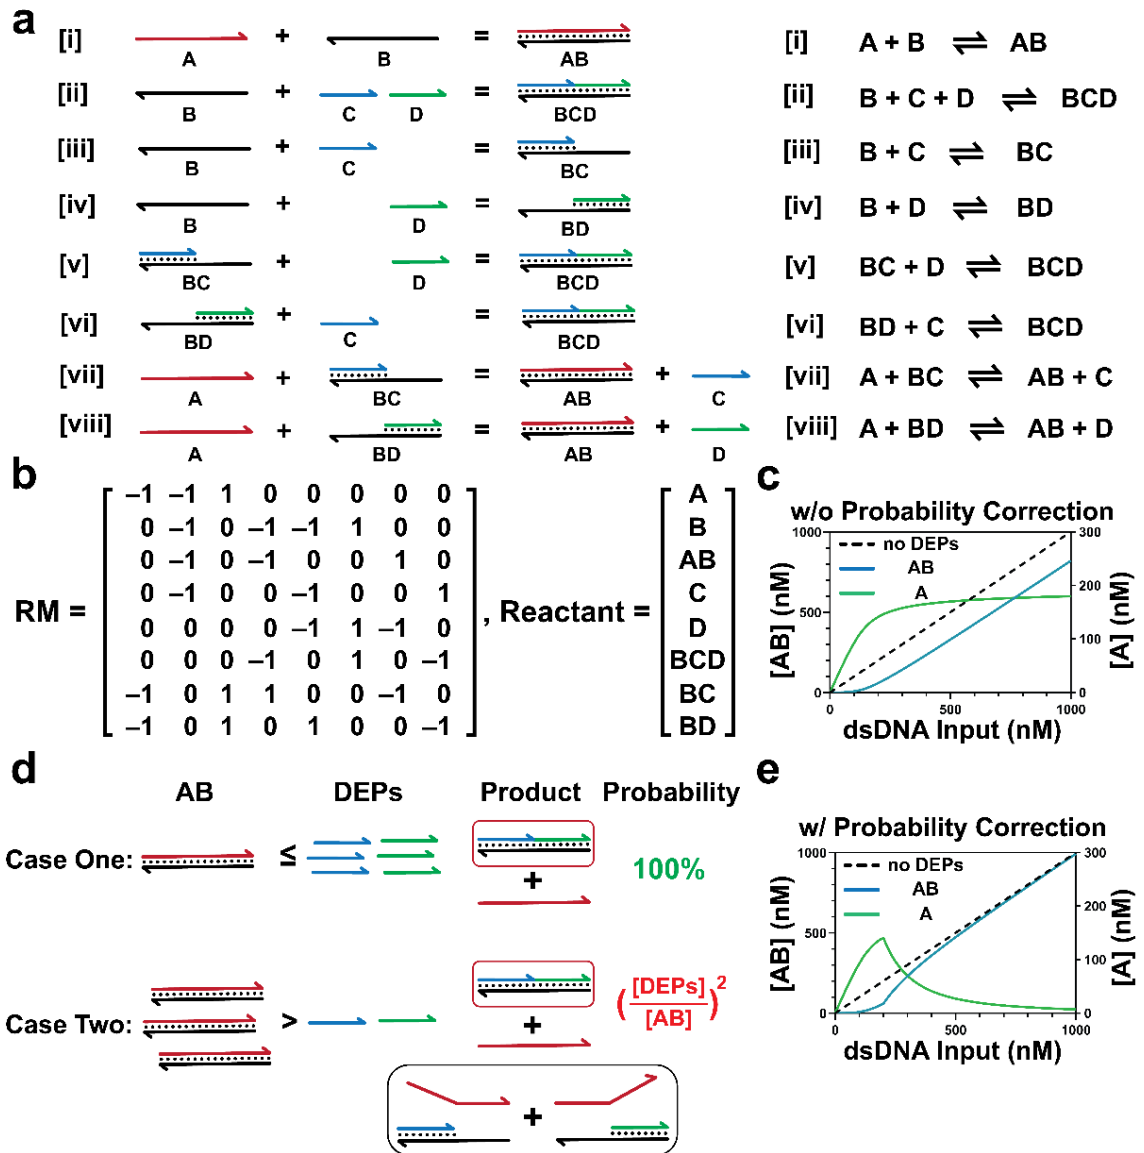 a
[i] A + B = AB [i] A + B ⇌ AB
[ii] B + C D = BCD [ii] B + C + D ⇌ BCD
[iii] B + C = BC [iii] B + C ⇌ BC
[iv] B + D = BD [iv] B + D ⇌ BD
[v] BC + D = BCD [v] BC + D ⇌ BCD
[vi] BD + C = BCD [vi] BD + C ⇌ BCD
[vii] A + BC = AB + C [vii] A + BC ⇌ AB + C
[viii] A + BD = AB + D [viii] A + BD ⇌ AB + D
b
RM =
–1 –1 1 0 0 0 0 0
0 –1 0 –1 –1 1 0 0
0 –1 0 –1 0 0 1 0
0 –1 0 0 –1 0 0 1
0 0 0 0 –1 1 –1 0
0 0 0 –1 0 1 0 –1
–1 0 1 1 0 0 –1 0
–1 0 1 0 1 0 0 –1
, Reactant =
A
B
AB
C
D
BCD
BC
BD
c
w/o Probability Correction
no DEPs
AB
A
[AB] (nM)
1000
500
0
[A] (nM)
300
200
100
0
0 500 1000
dsDNA Input (nM)
d
AB DEPs Product Probability
Case One: ≤ + 100%
Case Two: > + ([DEPs]/[AB])²
+
e
w/ Probability Correction
no DEPs
AB
A
[AB] (nM)
1000
500
0
[A] (nM)
300
200
100
0
0 500 1000
dsDNA Input (nM)